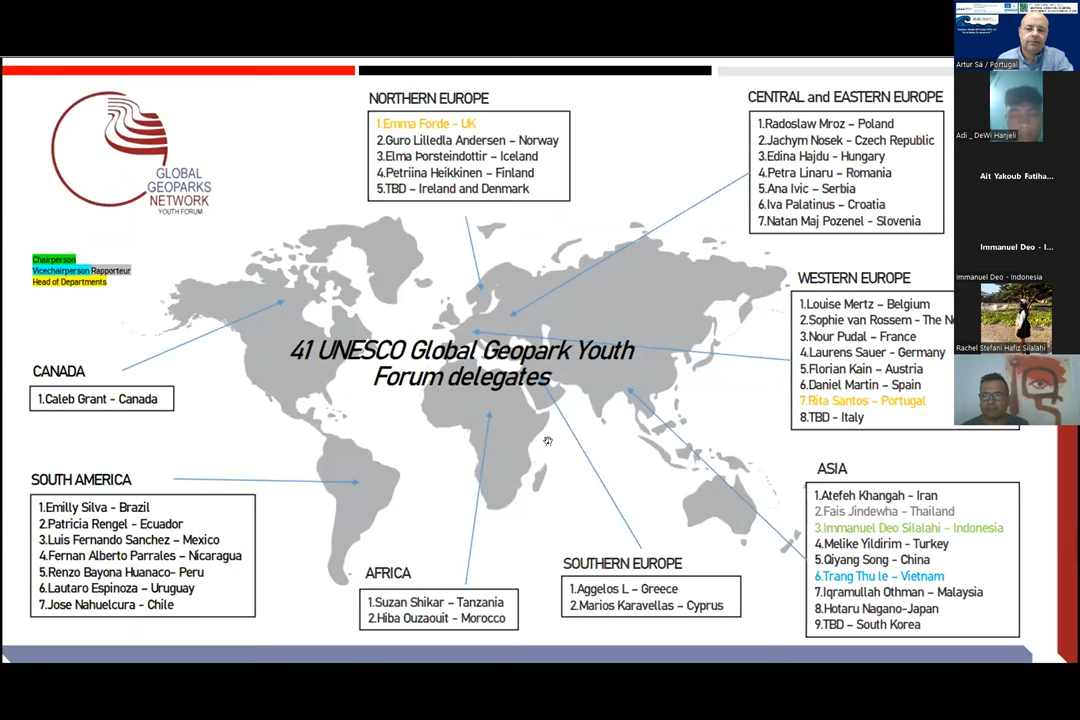 GLOBAL
GEOPARKS
NETWORK
YOUTH FORUM
Chairperson
Vicechairperson Rapporteur
Head of Departments
NORTHERN EUROPE
1.Emma Forde - UK
2.Guro Lilledla Andersen – Norway
3.Elma Þorsteindottir – Iceland
4.Petriina Heikkinen – Finland
5.TBD – Ireland and Denmark
CENTRAL and EASTERN EUROPE
1.Radoslaw Mroz – Poland
2.Jachym Nosek - Czech Republic
3.Edina Hajdu - Hungary
4.Petra Linaru - Romania
5.Ana Ivic - Serbia
6.Iva Palatinus - Croatia
7.Natan Maj Pozenel - Slovenia
WESTERN EUROPE
1.Louise Mertz – Belgium
2.Sophie van Rossem - The
3.Nour Pudal – France
4.Laurens Sauer - Germany
5.Florian Kain – Austria
6.Daniel Martin – Spain
7 Rita Santos – Portugal
8.TBD – Italy
41 UNESCO Global Geopark Youth
Forum delegates
CANADA
1.Caleb Grant - Canada
SOUTH AMERICA
1.Emilly Silva - Brazil
2.Patricia Rengel - Ecuador
3.Luis Fernando Sanchez – Mexico
4.Fernan Alberto Parrales – Nicaragua
5.Renzo Bayona Huanaco- Peru
6.Lautaro Espinoza – Uruguay
7.Jose Nahuelcura - Chile
AFRICA
1.Suzan Shikar – Tanzania
2.Hiba Ouzaouit - Morocco
SOUTHERN EUROPE
1.Aggelos L – Greece
2.Marios Karavellas – Cyprus
ASIA
1.Atefeh Khangah - Iran
2.Fais Jindewha - Thailand
3.Immanuel Deo Silalahi - Indonesia
4.Melike Yildirim - Turkey
5.Qiyang Song - China
6.Trang Thu le – Vietnam
7.Iqramullah Othman – Malaysia
8.Hotaru Nagano-Japan
9.TBD – South Korea
Artur Sá / Portugal
Adi _ DeWi Hanjeli
Ait Yakoub Fatiha...
Immanuel Deo - I...
Immanuel Deo - Indonesia
Rachel Stefani Hafiz Silalahi